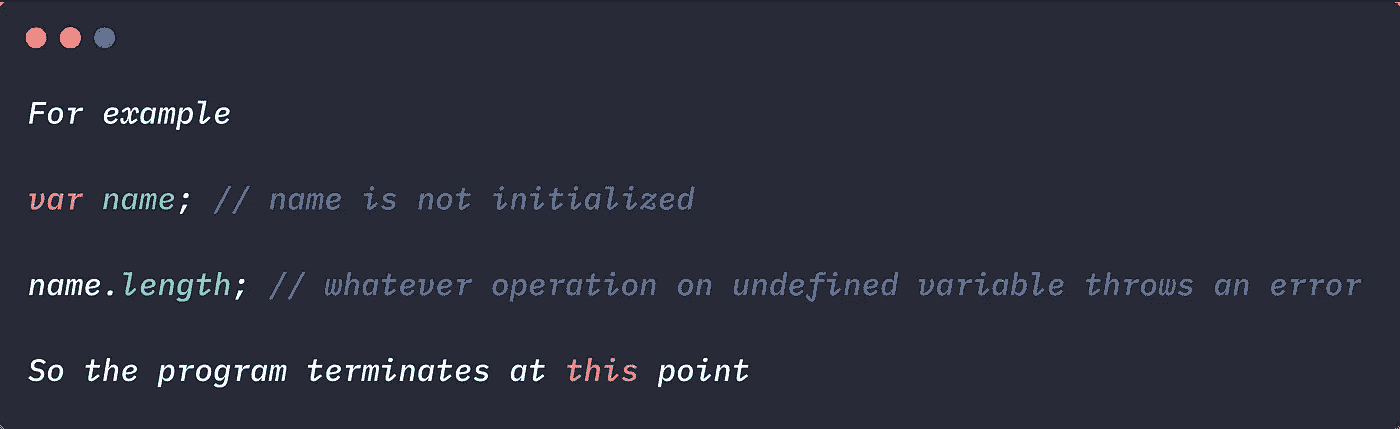 For example
var name; // name is not initialized
name.length; // whatever operation on undefined variable throws an error
So the program terminates at this point